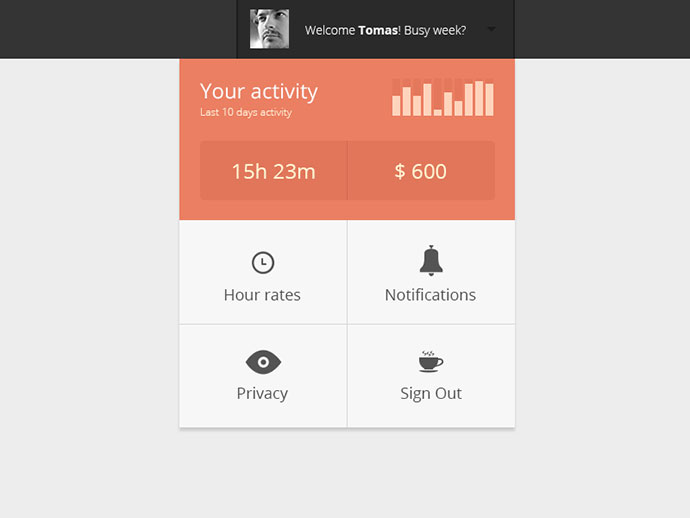 Welcome Tomas! Busy week?
Your activity
Last 10 days activity
15h 23m
$ 600
Hour rates
Notifications
Privacy
Sign Out